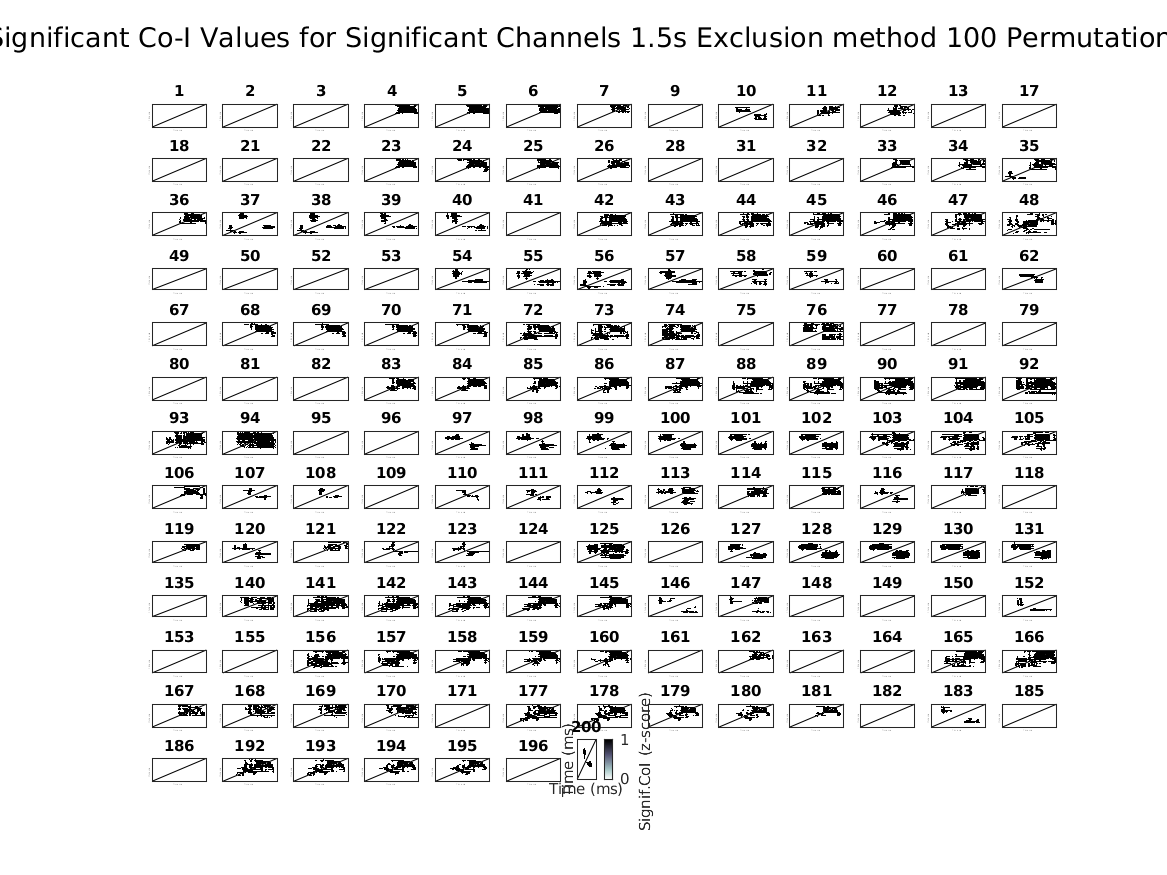 Significant Co-I Values for Significant Channels 1.5s Exclusion method 100 Permutation
1 2 3 4 5 6 7 9 10 11 12 13 17
18 21 22 23 24 25 26 28 31 32 33 34 35
36 37 38 39 40 41 42 43 44 45 46 47 48
49 50 52 53 54 55 56 57 58 59 60 61 62
67 68 69 70 71 72 73 74 75 76 77 78 79
80 81 82 83 84 85 86 87 88 89 90 91 92
93 94 95 96 97 98 99 100 101 102 103 104 105
106 107 108 109 110 111 112 113 114 115 116 117 118
119 120 121 122 123 124 125 126 127 128 129 130 131
135 140 141 142 143 144 145 146 147 148 149 150 152
153 155 156 157 158 159 160 161 162 163 164 165 166
167 168 169 170 171 177 178 179 180 181 182 183 185
186 192 193 194 195 196 200
Time (ms)
1
0
Time (ms)
Signif.CoI (z-score)